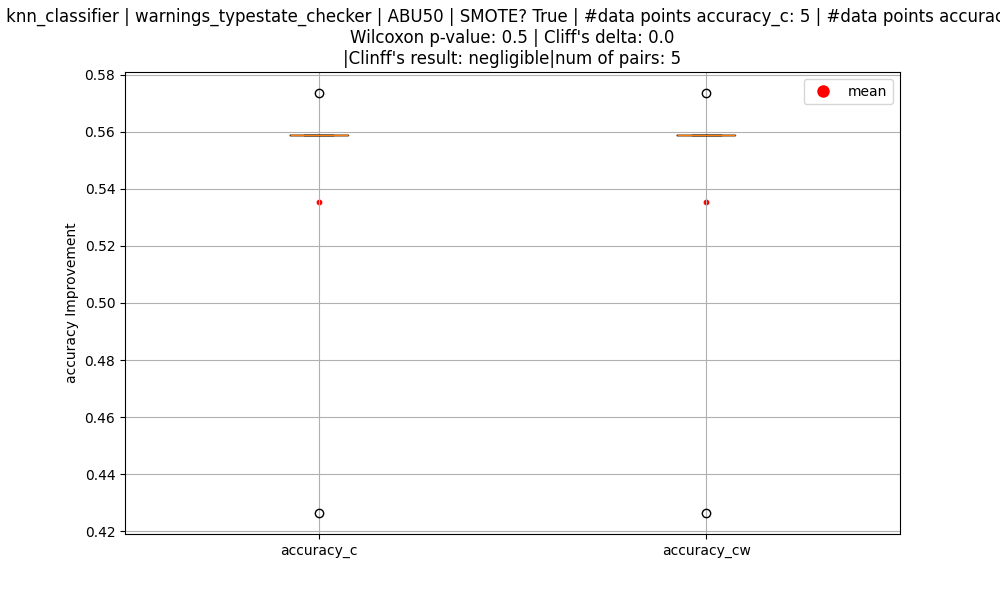 knn_classifier | warnings_typestate_checker | ABU50 | SMOTE? True | #data points accuracy_c: 5 | #data points
Wilcoxon p-value: 0.5 | Cliff's delta: 0.0
|Clinff's result: negligible|num of pairs: 5
mean
0.58
0.56
0.54
0.52
0.50
0.48
0.46
0.44
0.42
accuracy Improvement
accuracy_c
accuracy_cw